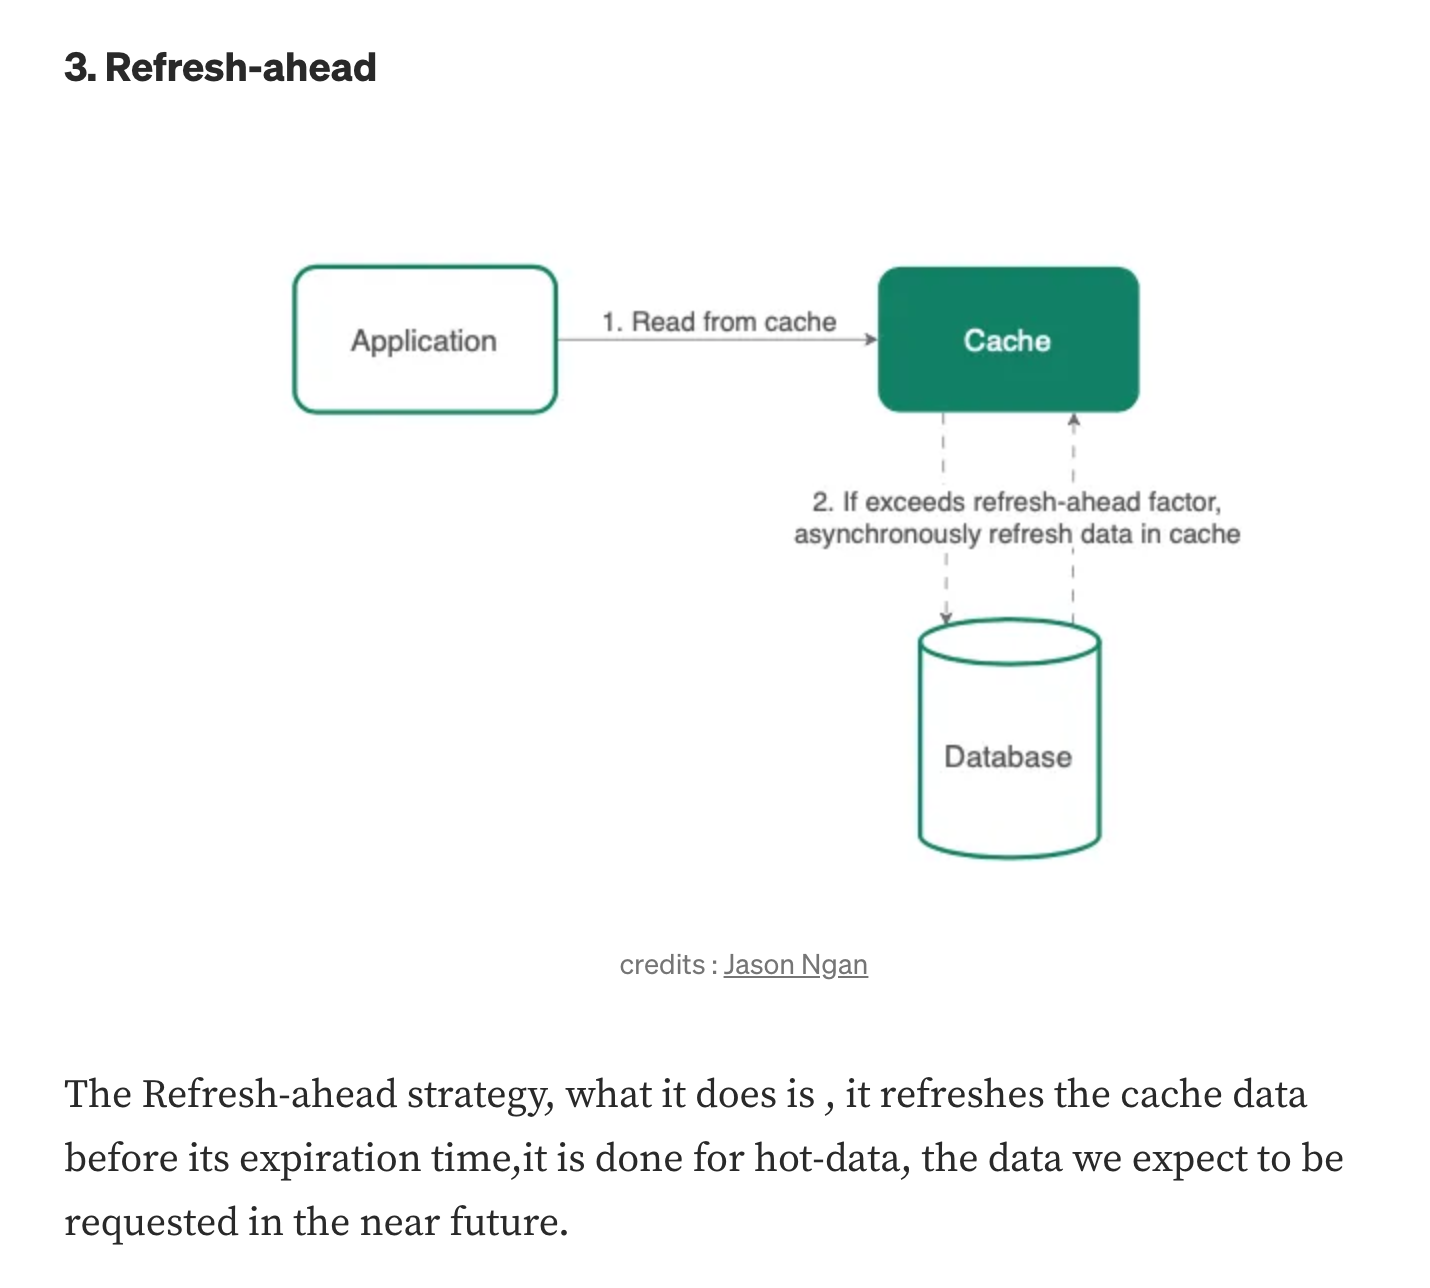 3. Refresh-ahead
Application
1. Read from cache
Cache
2. If exceeds refresh-ahead factor,
asynchronously refresh data in cache
Database
credits : Jason Ngan
The Refresh-ahead strategy, what it does is , it refreshes the cache data
before its expiration time,it is done for hot-data, the data we expect to be
requested in the near future.